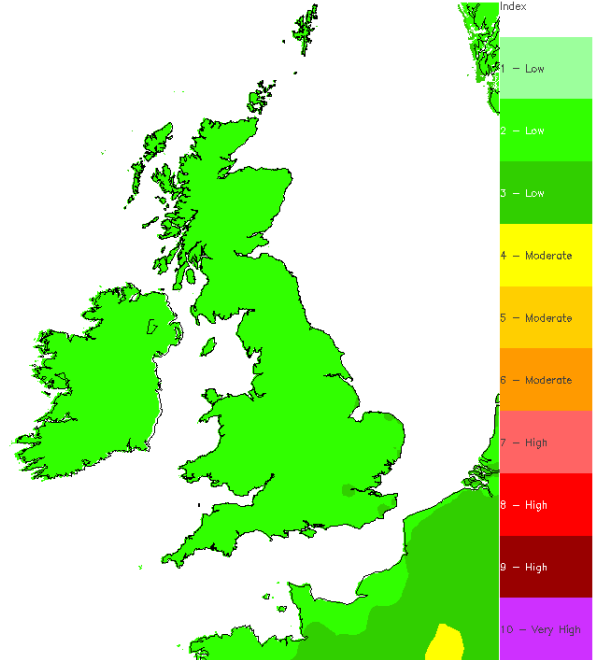 Index
1 - Low
2 - Low
3 - Low
4 - Moderate
5 - Moderate
6 - Moderate
7 - High
8 - High
9 - High
10 - Very High